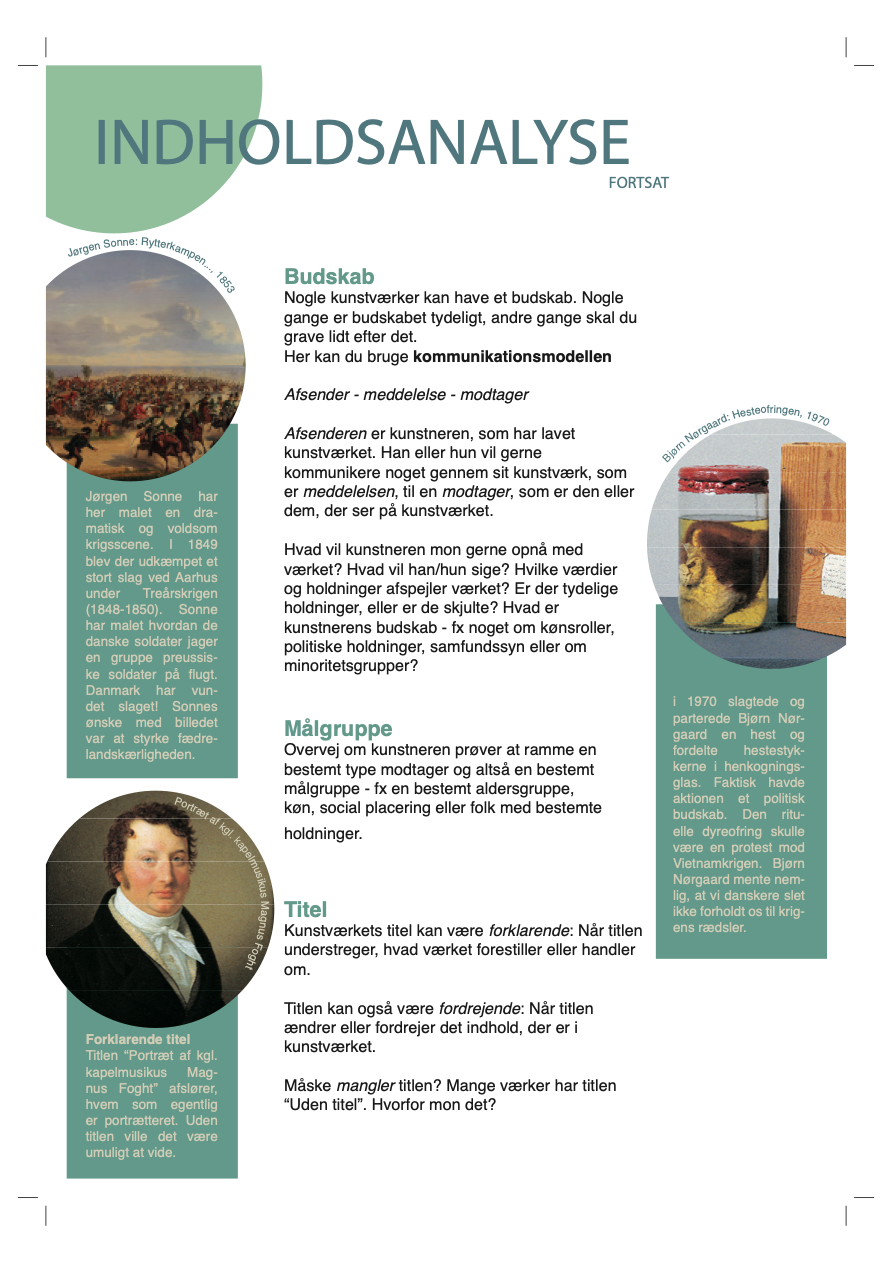 INDHOLDSANALYSE
FORTSAT
Jørgen Sonne: Rytterkampen..., 1853
Jørgen Sonne har
her malet en dra-
matisk og voldsom
krigsscene. I 1849
blev der udkæmpet et
stort slag ved Aarhus
under Treårskrigen
(1848-1850). Sonne
har malet hvordan de
danske soldater jager
en gruppe preussis-
ke soldater på flugt.
Danmark har vun-
det slaget! Sonnes
ønske med billedet
var at styrke fædre-
landskærligheden.
Portræt af kgl. kapelmusikus Magnus Foght
Forklarende titel
Titlen “Portræt af kgl.
kapelmusikus Mag-
nus Foght” afslører,
hvem som egentlig
er portrætteret. Uden
titlen ville det være
umuligt at vide.
Budskab
Nogle kunstværker kan have et budskab. Nogle
gange er budskabet tydeligt, andre gange skal du
grave lidt efter det.
Her kan du bruge kommunikationsmodellen
Afsender - meddelelse - modtager
Afsenderen er kunstneren, som har lavet
kunstværket. Han eller hun vil gerne
kommunikere noget gennem sit kunstværk, som
er meddelelsen, til en modtager, som er den eller
dem, der ser på kunstværket.
Hvad vil kunstneren mon gerne opnå med
værket? Hvad vil han/hun sige? Hvilke værdier
og holdninger afspejler værket? Er der tydelige
holdninger, eller er de skjulte? Hvad er
kunstnerens budskab - fx noget om kønsroller,
politiske holdninger, samfundssyn eller om
minoritetsgrupper?
Målgruppe
Overvej om kunstneren prøver at ramme en
bestemt type modtager og altså en bestemt
målgruppe - fx en bestemt aldersgruppe,
køn, social placering eller folk med bestemte
holdninger.
Titel
Kunstværkets titel kan være forklarende: Når titlen
understreger, hvad værket forestiller eller handler
om.
Titlen kan også være fordrejende: Når titlen
ændrer eller fordrejer det indhold, der er i
kunstværket.
Måske mangler titlen? Mange værker har titlen
“Uden titel”. Hvorfor mon det?
Bjørn Nørgaard: Hesteofringen, 1970
i 1970 slagtede og
parterede Bjørn Nør-
gaard en hest og
fordelte hestestyk-
kerne i henkognings-
glas. Faktisk havde
aktionen et politisk
budskab. Den ritu-
elle dyreofring skulle
være en protest mod
Vietnamkrigen. Bjørn
Nørgaard mente nem-
lig, at vi danskere slet
ikke forholdt os til krig-
ens rædsler.